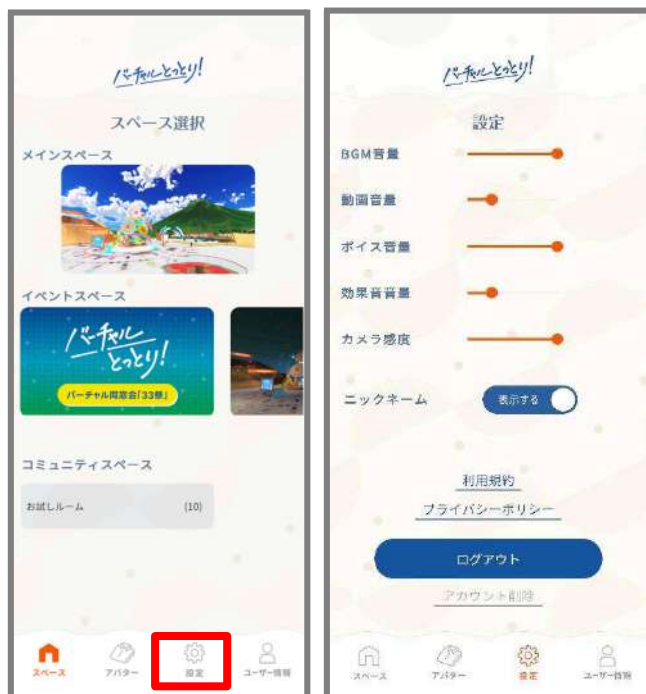 バーチャルとっとり!
スペース選択
メインスペース
イベントスペース
バーチャル
とっとり!
バーチャル同窓会「33祭」
コミュニティスペース
お試しルーム (10)
スペース アバター 設定 ユーザー情報
バーチャルとっとり!
設定
BGM音量
動画音量
ボイス音量
効果音音量
カメラ感度
ニックネーム 表示する
利用規約
プライバシーポリシー
ログアウト
アカウント削除
スペース アバター 設定 ユーザー情報